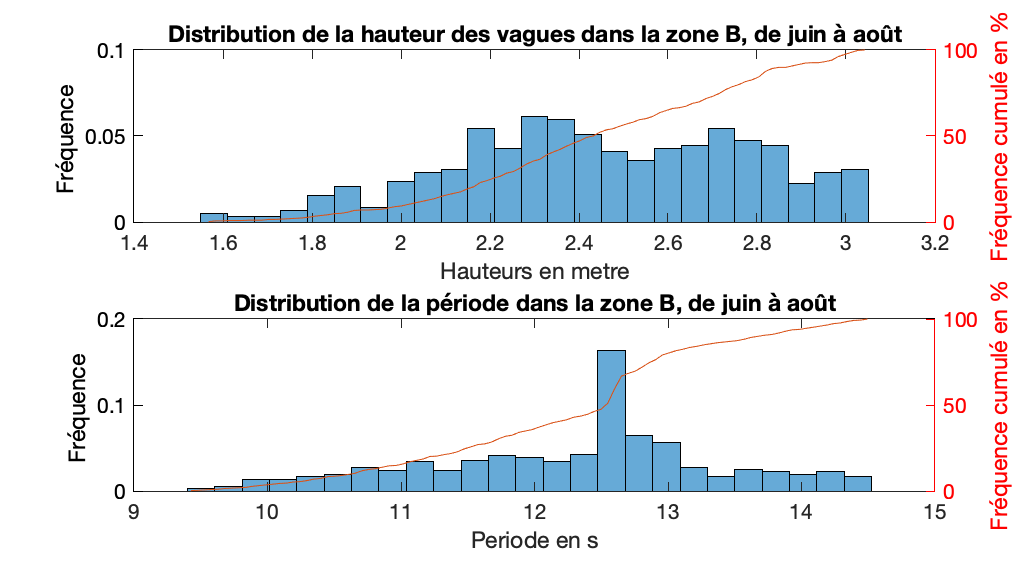 Distribution de la hauteur des vagues dans la zone B, de juin à août
0.1
0.05
0
Fréquence
100
50
0
Fréquence cumulé en %
1.4 1.6 1.8 2 2.2 2.4 2.6 2.8 3 3.2
Hauteurs en metre
Distribution de la période dans la zone B, de juin à août
0.2
0.1
0
Fréquence
100
50
0
Fréquence cumulé en %
9 10 11 12 13 14 15
Periode en s